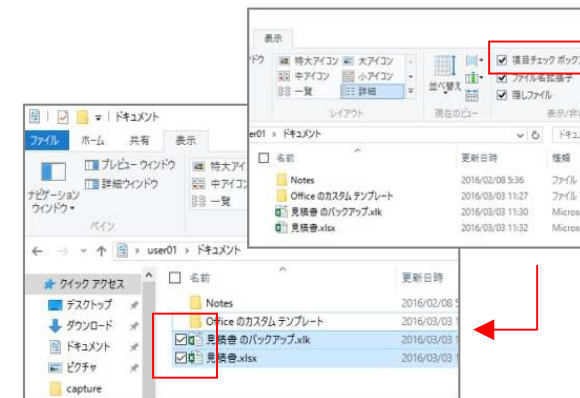 表示
特大アイコン 大アイコン
中アイコン 小アイコン
一覧 詳細
レイアウト
並べ替え
現在のビュー
項目チェック ボックス
ファイル名拡張子
隠しファイル
表示/非
er01 › ドキュメント
名前 更新日時 種類
Notes 2016/02/08 5:36 ファイル
Office のカスタム テンプレート 2016/03/03 11:27 ファイル
見積書 のバックアップ.xlk 2016/03/03 11:30 Micros
見積書.xlsx 2016/03/03 11:32 Micros
ドキュメント
ファイル ホーム 共有 表示
ナビゲーション
ウィンドウ
プレビュー ウィンドウ
詳細ウィンドウ
ペイン
特大アイ
中アイコ
一覧
user01 › ドキュメント
クイック アクセス
デスクトップ
ダウンロード
ドキュメント
ピクチャ
capture
名前 更新日時
Notes 2016/02/08 5
Office のカスタム テンプレート 2016/03/03 1
見積書 のバックアップ.xlk 2016/03/03 1
見積書.xlsx 2016/03/03 1